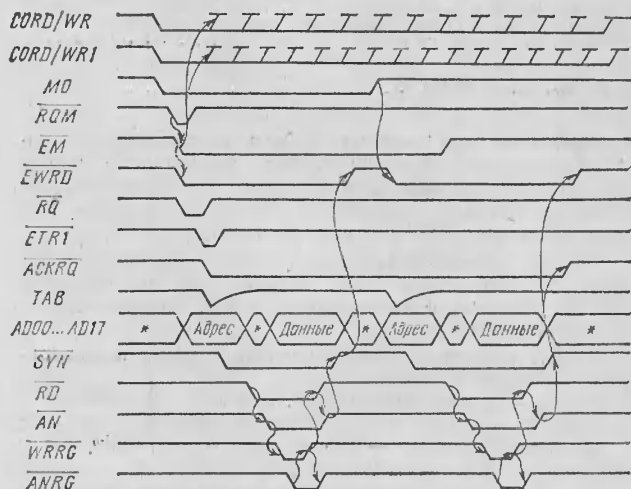 CORD/WR
CORD/WR1
MO
RQM
EM
EWRD
RQ
ETR1
ACKRQ
TAB
AD00...AD17 * Адрес * Данные * Адрес * Данные *
SYN
RD
AN
WRRG
ANRG